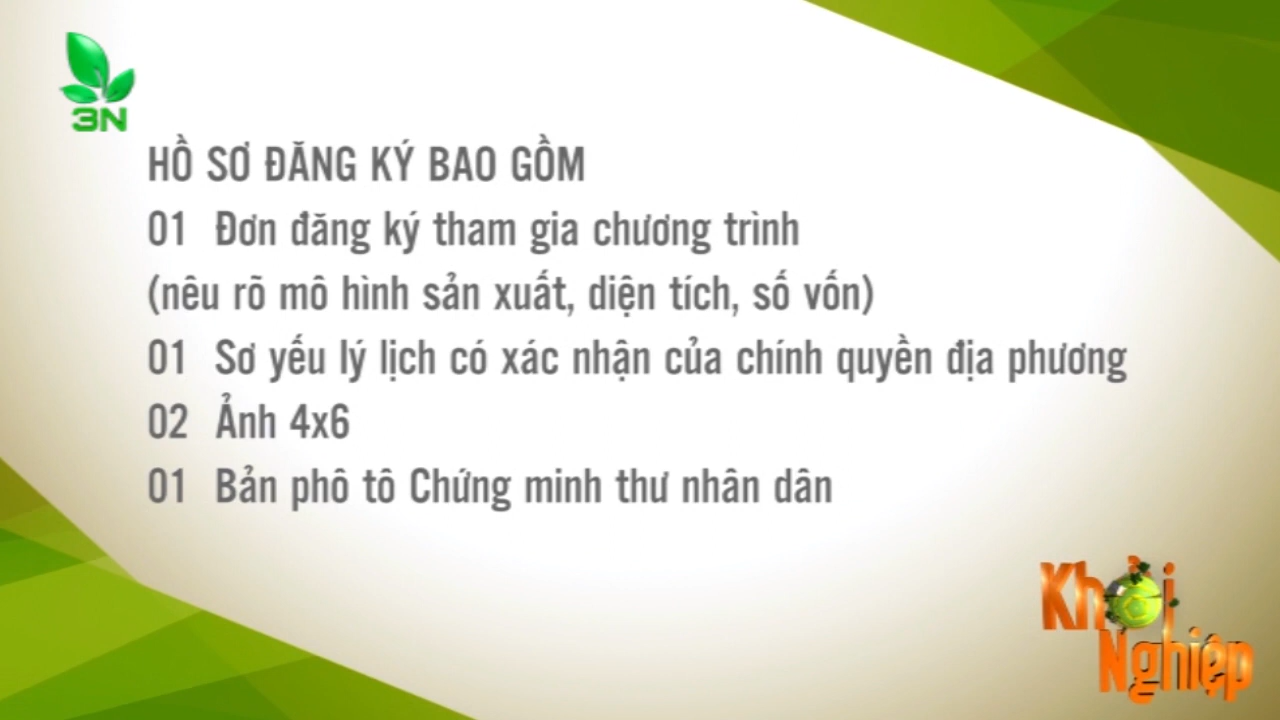 3N
HỒ SƠ ĐĂNG KÝ BAO GỒM
01 Đơn đăng ký tham gia chương trình
(nêu rõ mô hình sản xuất, diện tích, số vốn)
01 Sơ yếu lý lịch có xác nhận của chính quyền địa phương
02 Ảnh 4x6
01 Bản phô tô Chứng minh thư nhân dân
Khởi
Nghiệp